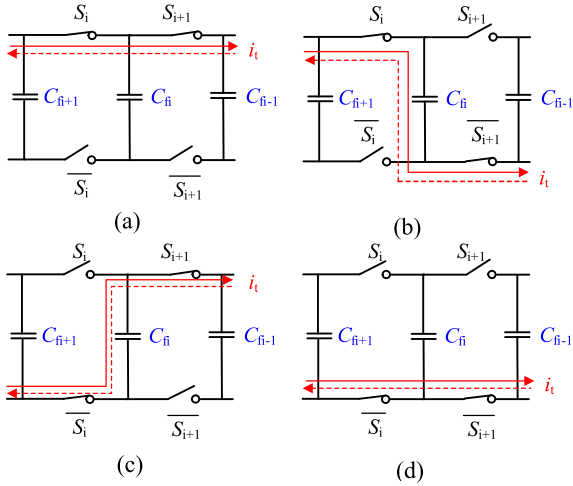 Si Si+1 it
Cfi+1 Cfi Cfi-1
Si Si+1
(a)
Si Si+1
Cfi+1 Cfi Cfi-1
Si Si+1
it
(b)
Si Si+1 it
Cfi+1 Cfi Cfi-1
Si Si+1
(c)
Si Si+1
Cfi+1 Cfi Cfi-1
it
Si Si+1
(d)